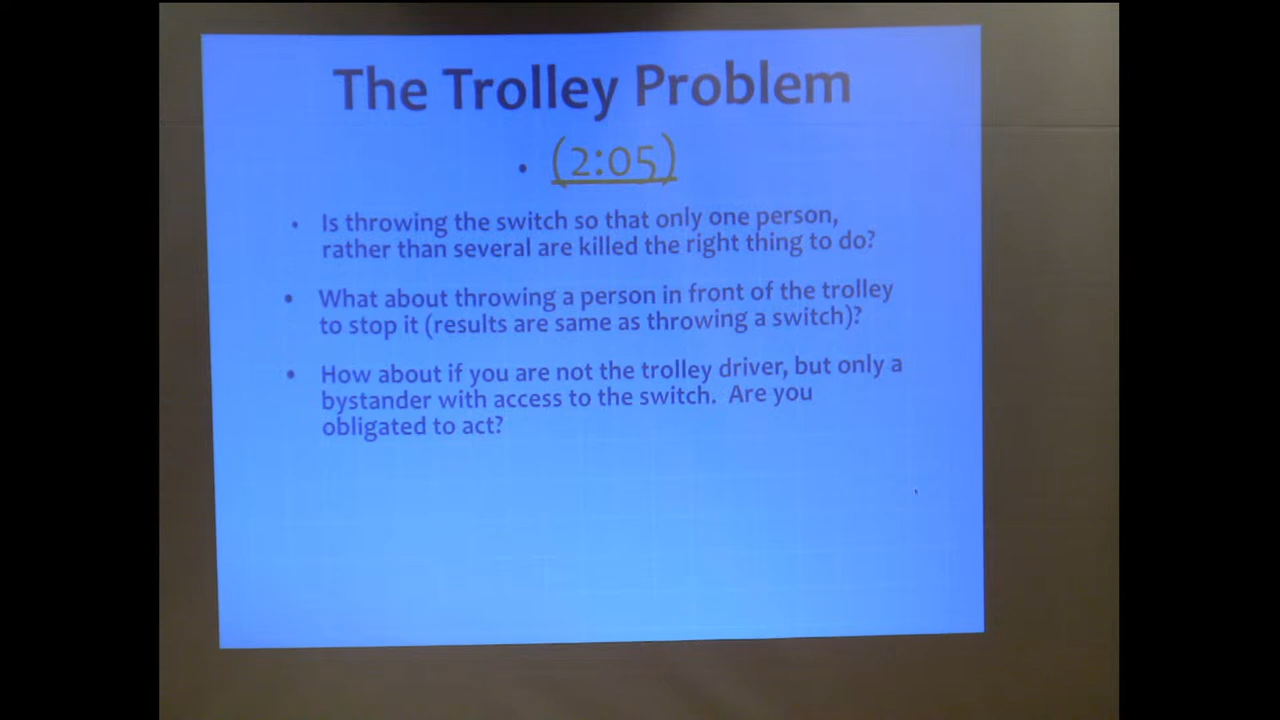 The Trolley Problem
• (2:05)
• Is throwing the switch so that only one person,
rather than several are killed the right thing to do?
• What about throwing a person in front of the trolley
to stop it (results are same as throwing a switch)?
• How about if you are not the trolley driver, but only a
bystander with access to the switch. Are you
obligated to act?